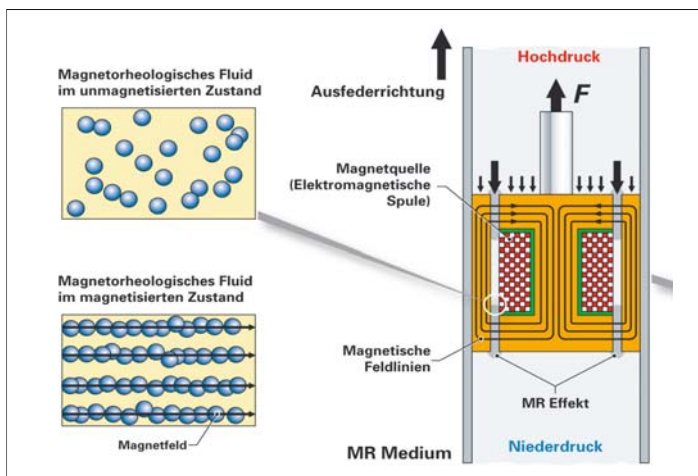 Magnetorheologisches Fluid
im unmagnetisierten Zustand
Magnetorheologisches Fluid
im magnetisierten Zustand
Magnetfeld
Hochdruck
Ausfederrichtung
F
Magnetquelle
(Elektromagnetische
Spule)
Magnetische
Feldlinien
MR Effekt
MR Medium
Niederdruck